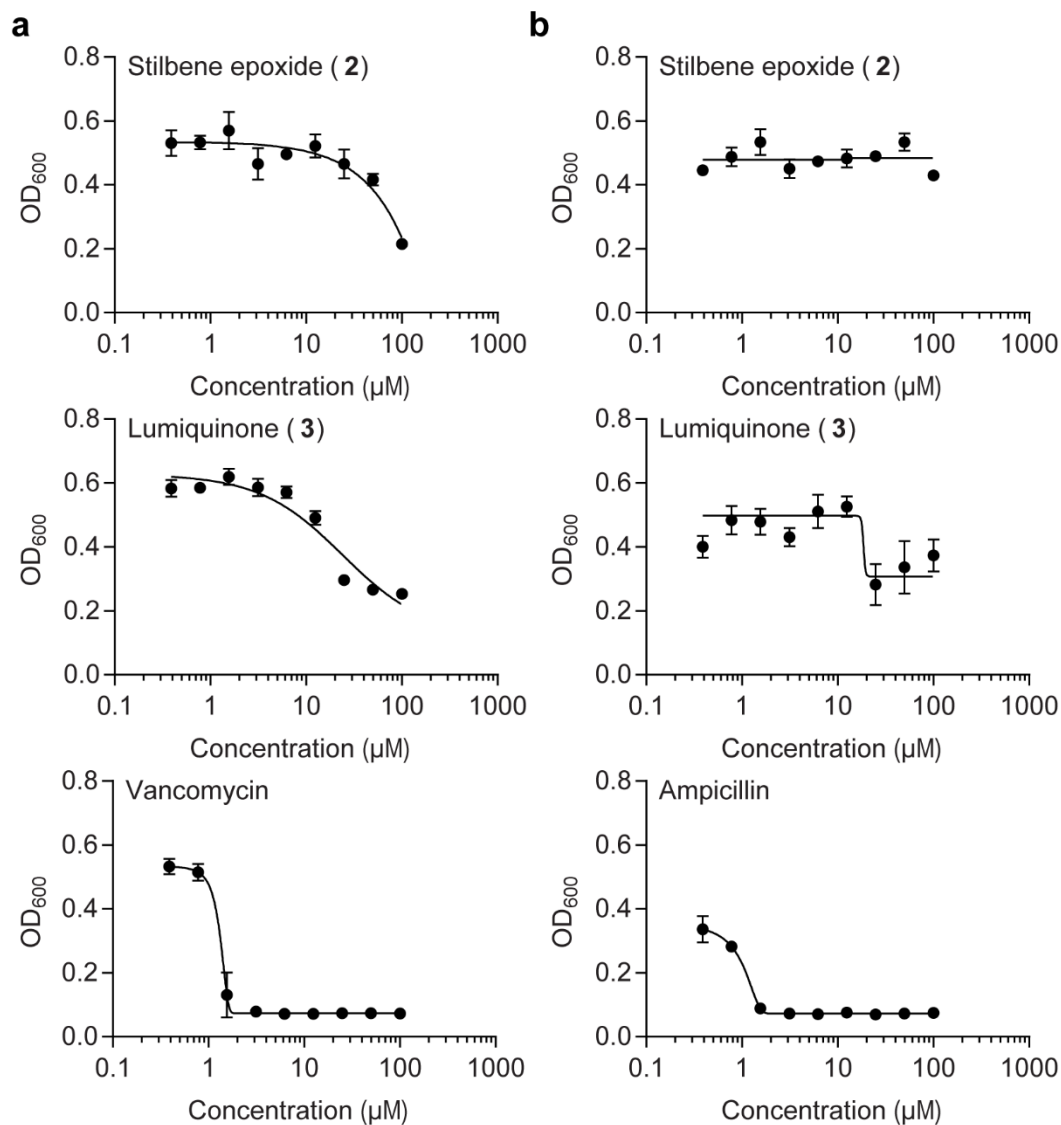 a
Stilbene epoxide ( 2 )
0.8
0.6
0.4
0.2
0.0
OD600
0.1 1 10 100 1000
Concentration (µM)
Lumiquinone ( 3 )
0.8
0.6
0.4
0.2
0.0
OD600
0.1 1 10 100 1000
Concentration (µM)
Vancomycin
0.8
0.6
0.4
0.2
0.0
OD600
0.1 1 10 100 1000
Concentration (µM)
b
Stilbene epoxide ( 2 )
0.8
0.6
0.4
0.2
0.0
OD600
0.1 1 10 100 1000
Concentration (µM)
Lumiquinone ( 3 )
0.8
0.6
0.4
0.2
0.0
OD600
0.1 1 10 100 1000
Concentration (µM)
Ampicillin
0.8
0.6
0.4
0.2
0.0
OD600
0.1 1 10 100 1000
Concentration (µM)